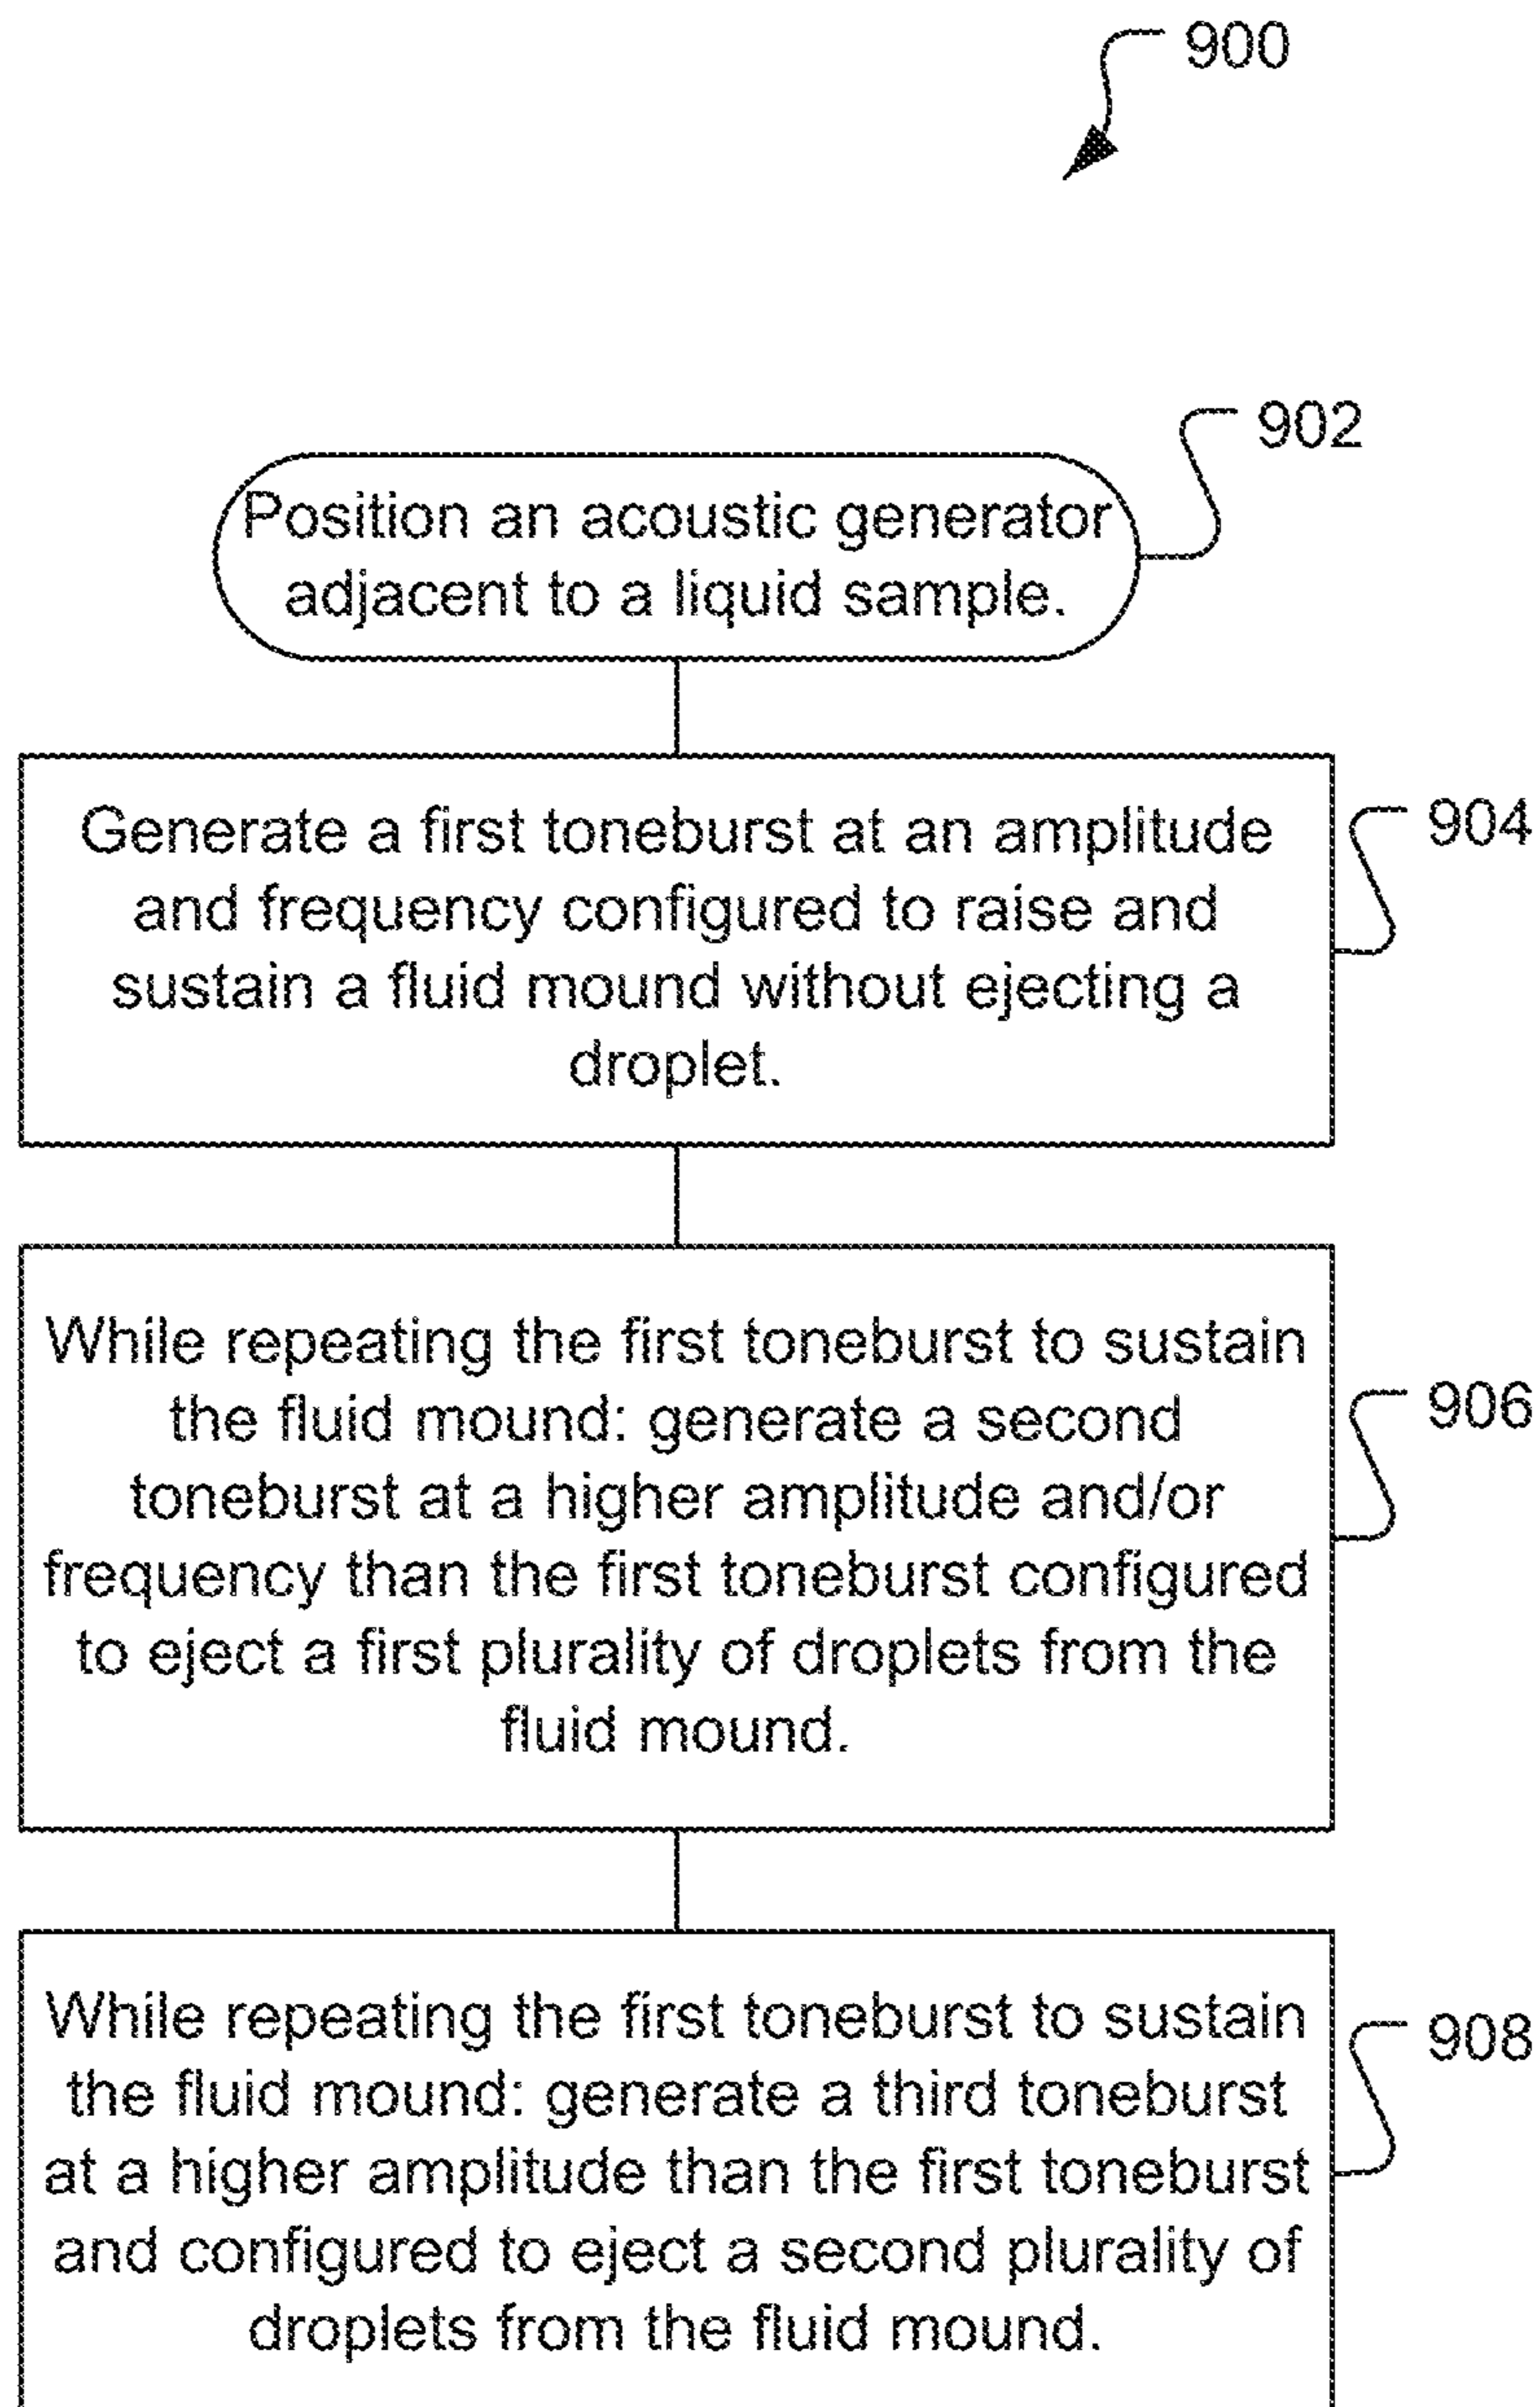 900
902
Position an acoustic generator
adjacent to a liquid sample.
904
Generate a first toneburst at an amplitude
and frequency configured to raise and
sustain a fluid mound without ejecting a
droplet.
906
While repeating the first toneburst to sustain
the fluid mound: generate a second
toneburst at a higher amplitude and/or
frequency than the first toneburst configured
to eject a first plurality of droplets from the
fluid mound.
908
While repeating the first toneburst to sustain
the fluid mound: generate a third toneburst
at a higher amplitude than the first toneburst
and configured to eject a second plurality of
droplets from the fluid mound.